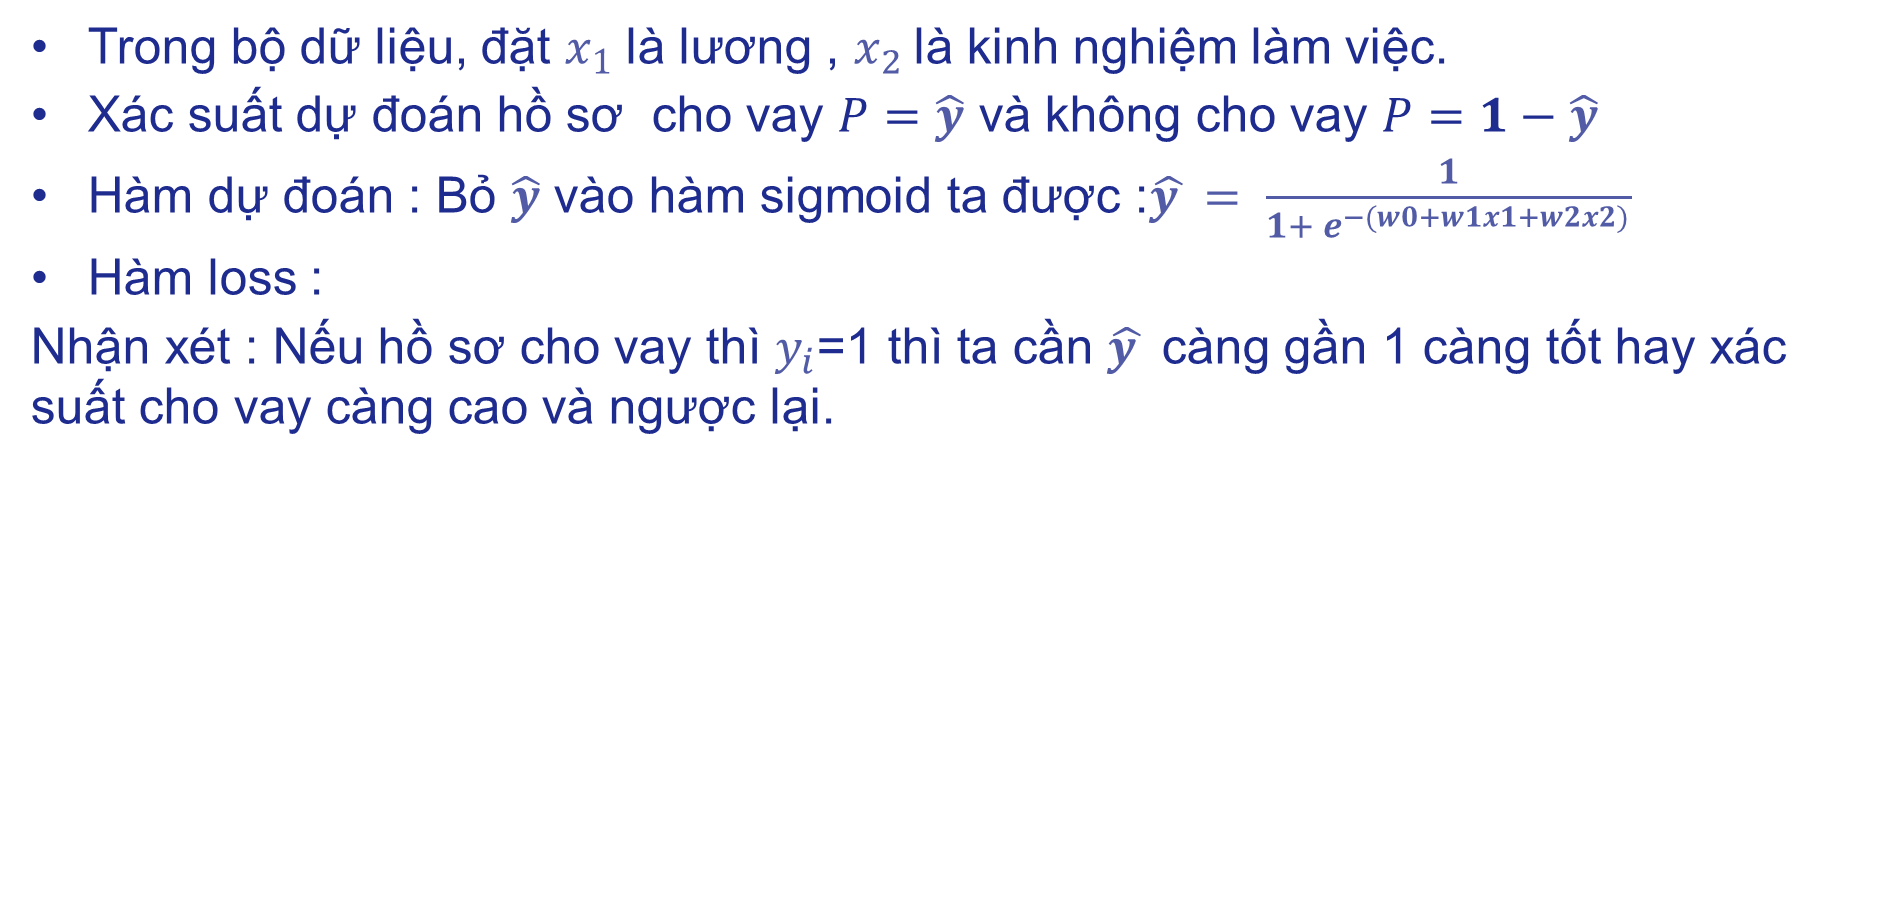 • Trong bộ dữ liệu, đặt x₁ là lương , x₂ là kinh nghiệm làm việc.
• Xác suất dự đoán hồ sơ cho vay P = ŷ và không cho vay P = 1 − ŷ
• Hàm dự đoán : Bỏ ŷ vào hàm sigmoid ta được :ŷ = 1 / (1+ e^−(w0+w1x1+w2x2))
• Hàm loss :
Nhận xét : Nếu hồ sơ cho vay thì yᵢ=1 thì ta cần ŷ càng gần 1 càng tốt hay xác
suất cho vay càng cao và ngược lại.